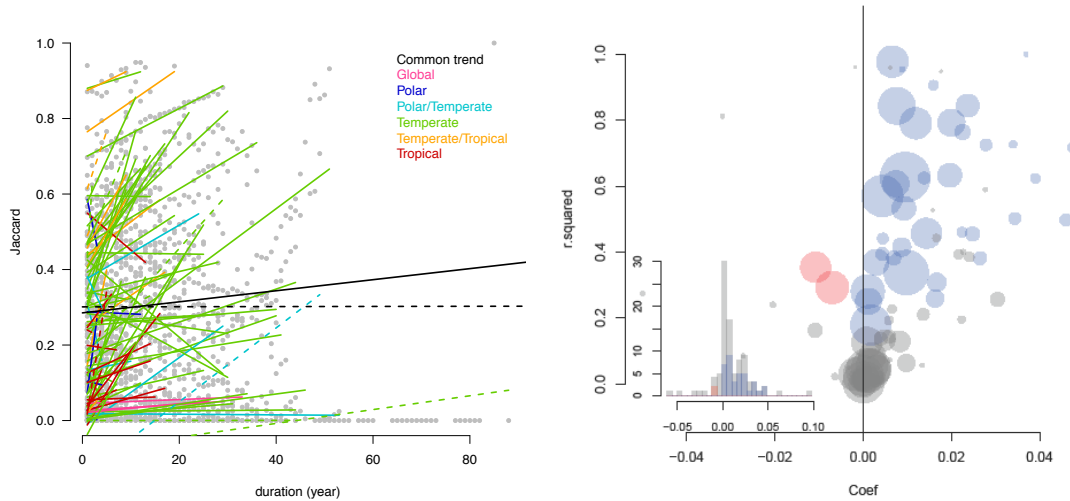 1.0
0.8
0.6
0.4
0.2
0.0
Jaccard
0
20
40
60
80
duration (year)
Common trend
Global
Polar
Polar/Temperate
Temperate
Temperate/Tropical
Tropical
1.0
0.8
0.6
0.4
0.2
0.0
r.squared
−0.04
−0.02
0.00
0.02
0.04
Coef
30
20
15
10
5
0
−0.05
0.00
0.05
0.10